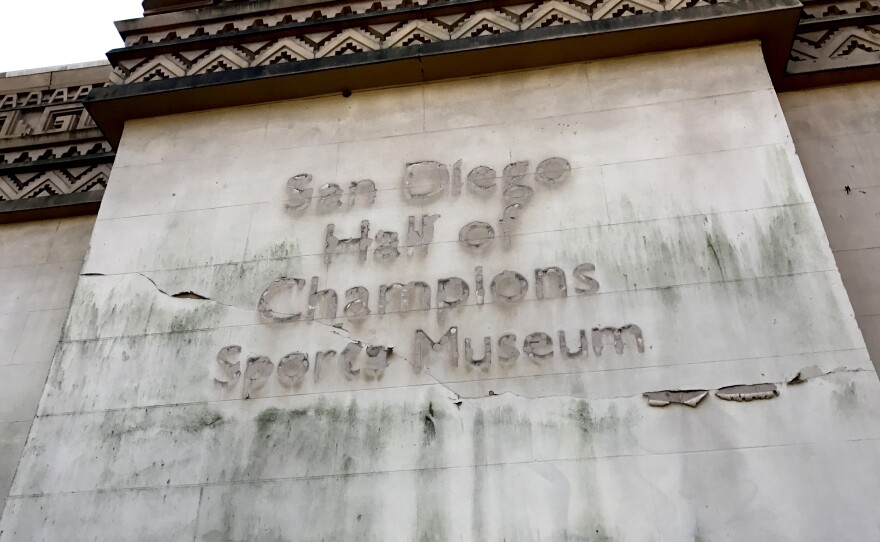 San Diego
Hall of
Champions
Sports Museum